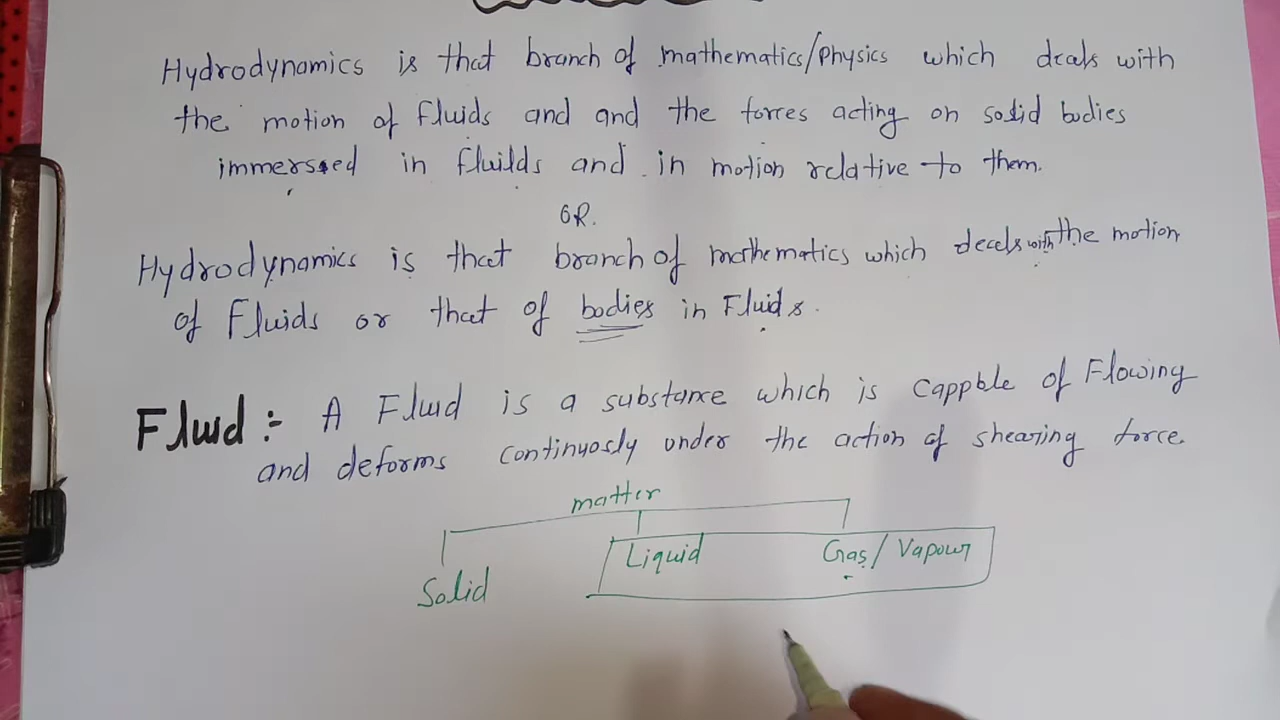 Hydrodynamics is that branch of mathematics/Physics which deals with
the motion of Fluids and and the forces acting on solid bodies
immersed in fluilds and in motion relative to them.
OR.
Hydrodynamics is that branch of mathematics which deals with the motion
of Fluids or that of bodies in Fluids.
Fluid :- A Fluid is a substance which is cappble of Flowing
and deforms continuosly under the action of shearing force.
matter
Solid Liquid Gas/Vapour